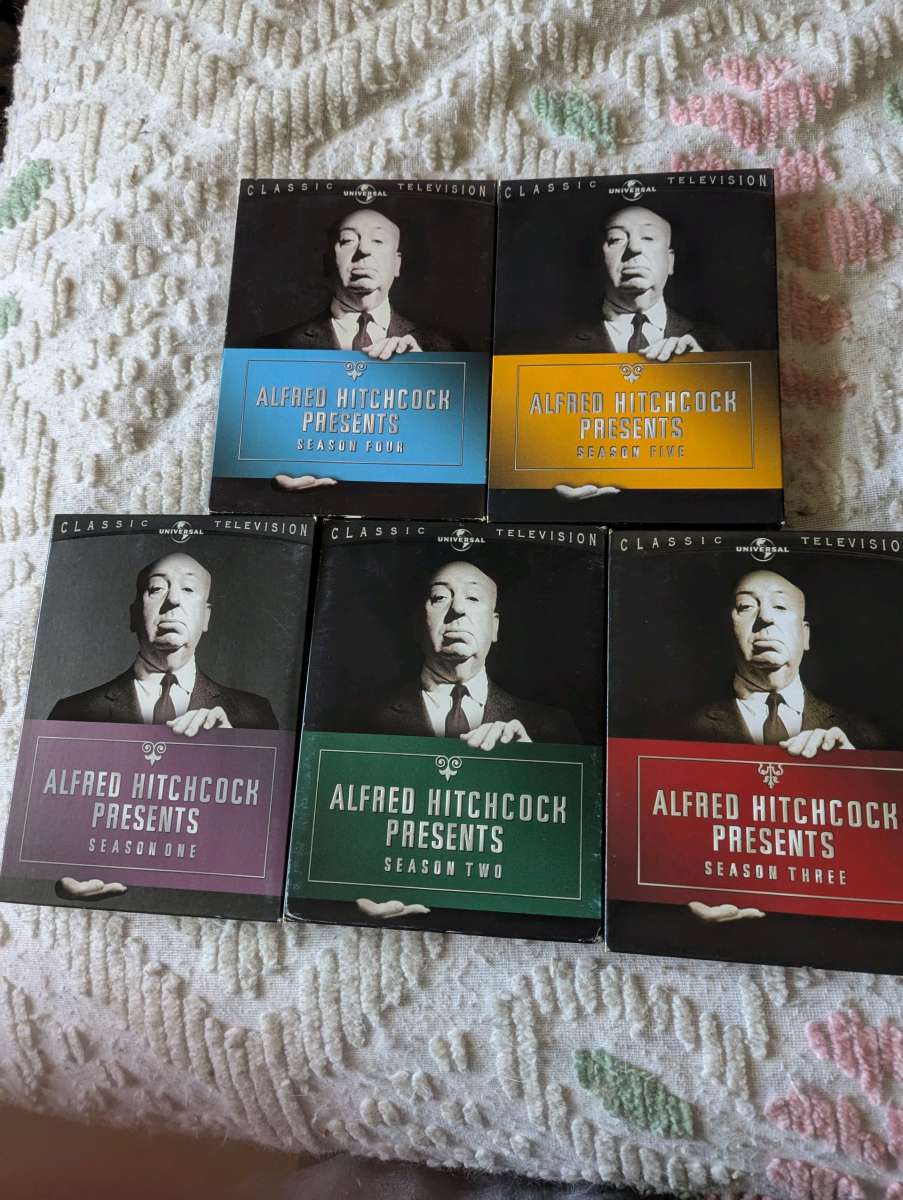 CLASSIC UNIVERSAL TELEVISION
ALFRED HITCHCOCK
PRESENTS
SEASON FOUR
CLASSIC UNIVERSAL TELEVISION
ALFRED HITCHCOCK
PRESENTS
SEASON FIVE
CLASSIC UNIVERSAL TELEVISION
ALFRED HITCHCOCK
PRESENTS
SEASON ONE
CLASSIC UNIVERSAL TELEVISION
ALFRED HITCHCOCK
PRESENTS
SEASON TWO
CLASSIC UNIVERSAL TELEVISIO
ALFRED HITCHCOCK
PRESENTS
SEASON THREE